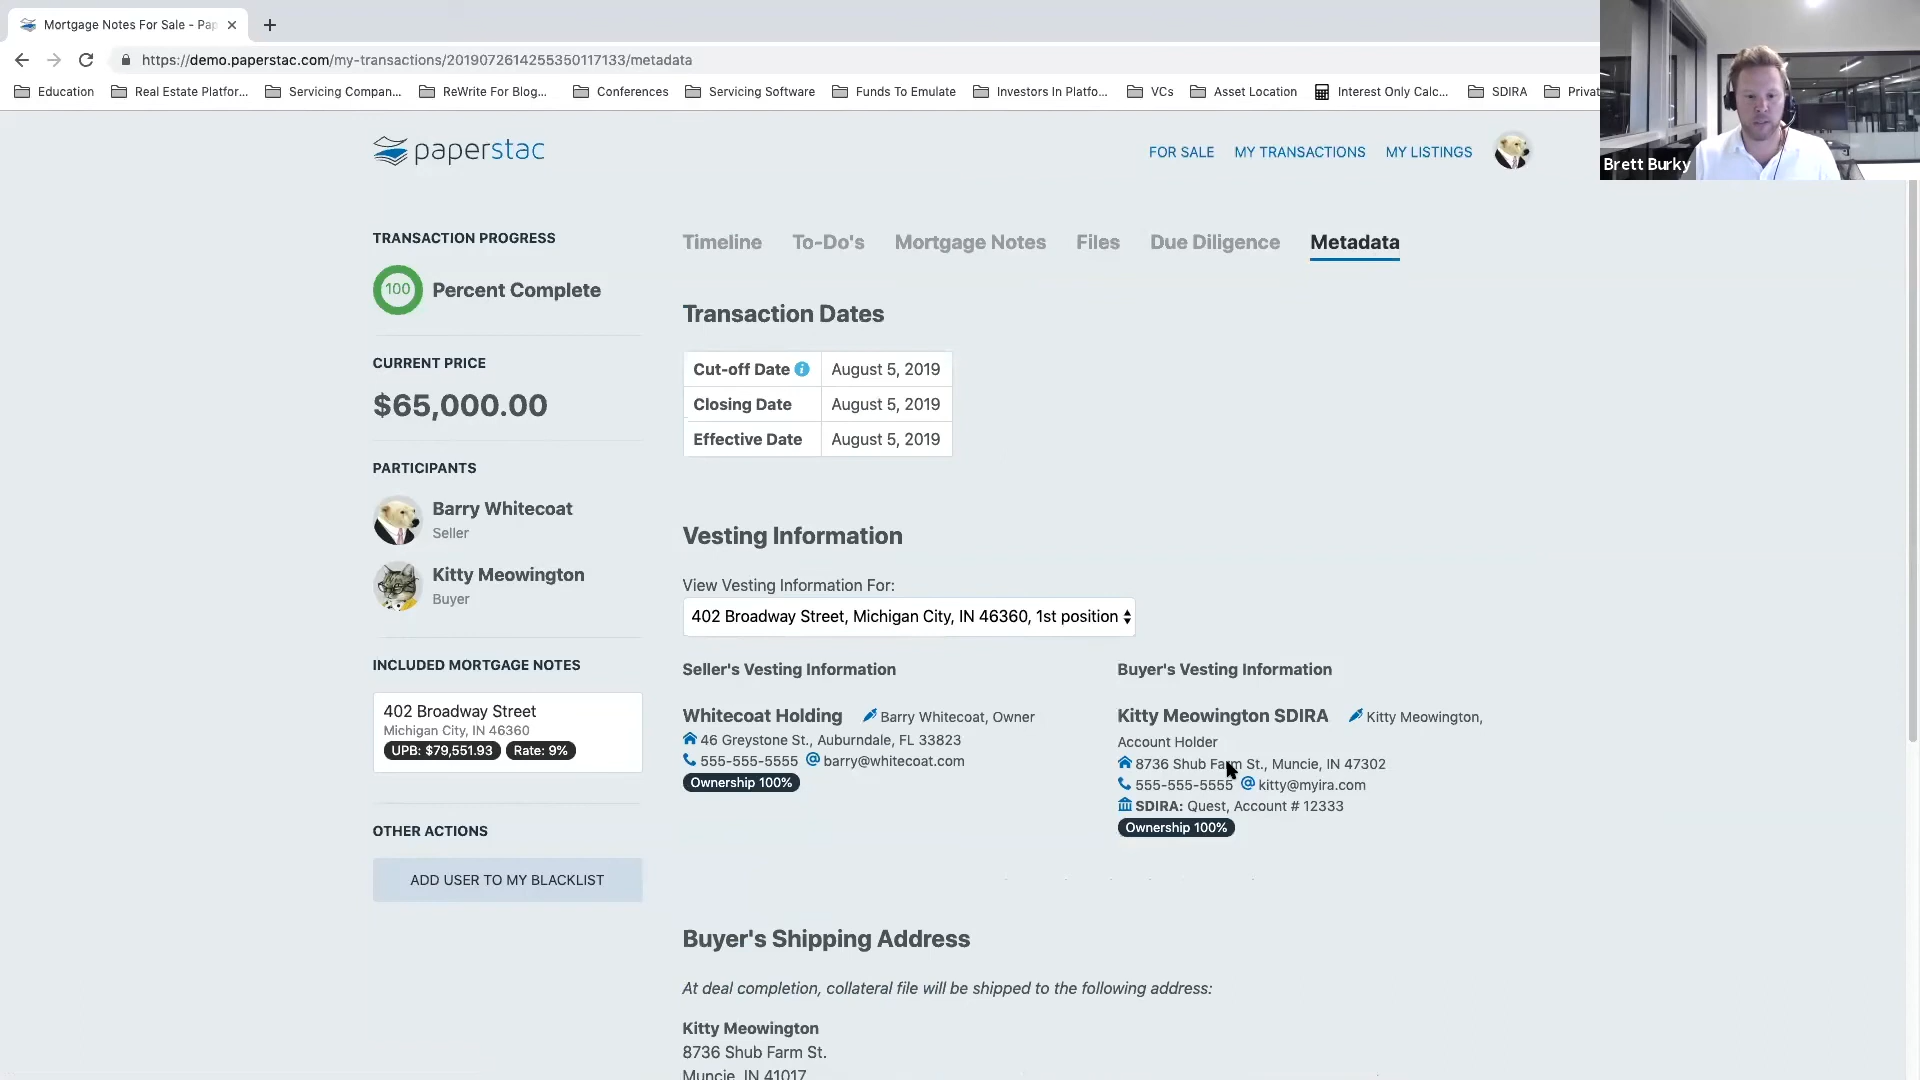 Mortgage Notes For Sale - Pap
https://demo.paperstac.com/my-transactions/20190726142553501171​33/metadata
Education Real Estate Platfor... Servicing Compan... ReWrite For Blog... Conferences Servicing Software Funds To Emulate Investors In Platfo... VCs Asset Location Interest Only Calc... SDIRA Privat
Brett Burky
paperstac
FOR SALE MY TRANSACTIONS MY LISTINGS
TRANSACTION PROGRESS
100 Percent Complete
CURRENT PRICE
$65,000.00
PARTICIPANTS
Barry Whitecoat
Seller
Kitty Meowington
Buyer
INCLUDED MORTGAGE NOTES
402 Broadway Street
Michigan City, IN 46360
UPB: $79,551.93 Rate: 9%
OTHER ACTIONS
ADD USER TO MY BLACKLIST
Timeline To-Do's Mortgage Notes Files Due Diligence Metadata
Transaction Dates
Cut-off Date August 5, 2019
Closing Date August 5, 2019
Effective Date August 5, 2019
Vesting Information
View Vesting Information For:
402 Broadway Street, Michigan City, IN 46360, 1st position
Seller's Vesting Information
Whitecoat Holding Barry Whitecoat, Owner
46 Greystone St., Auburndale, FL 33823
555-555-5555 barry@whitecoat.com
Ownership 100%
Buyer's Vesting Information
Kitty Meowington SDIRA Kitty Meowington,
Account Holder
8736 Shub Farm St., Muncie, IN 47302
555-555-5555 kitty@myira.com
SDIRA: Quest, Account # 12333
Ownership 100%
Buyer's Shipping Address
At deal completion, collateral file will be shipped to the following address:
Kitty Meowington
8736 Shub Farm St.
Muncie, IN 41017